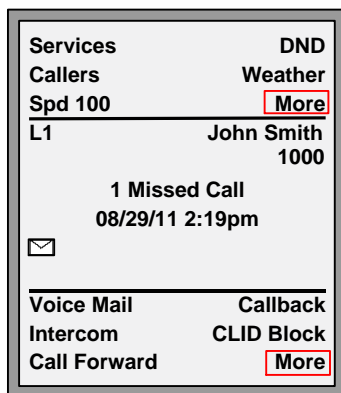 Services DND
Callers Weather
Spd 100 More
L1 John Smith
1000
1 Missed Call
08/29/11 2:19pm
Voice Mail Callback
Intercom CLID Block
Call Forward More